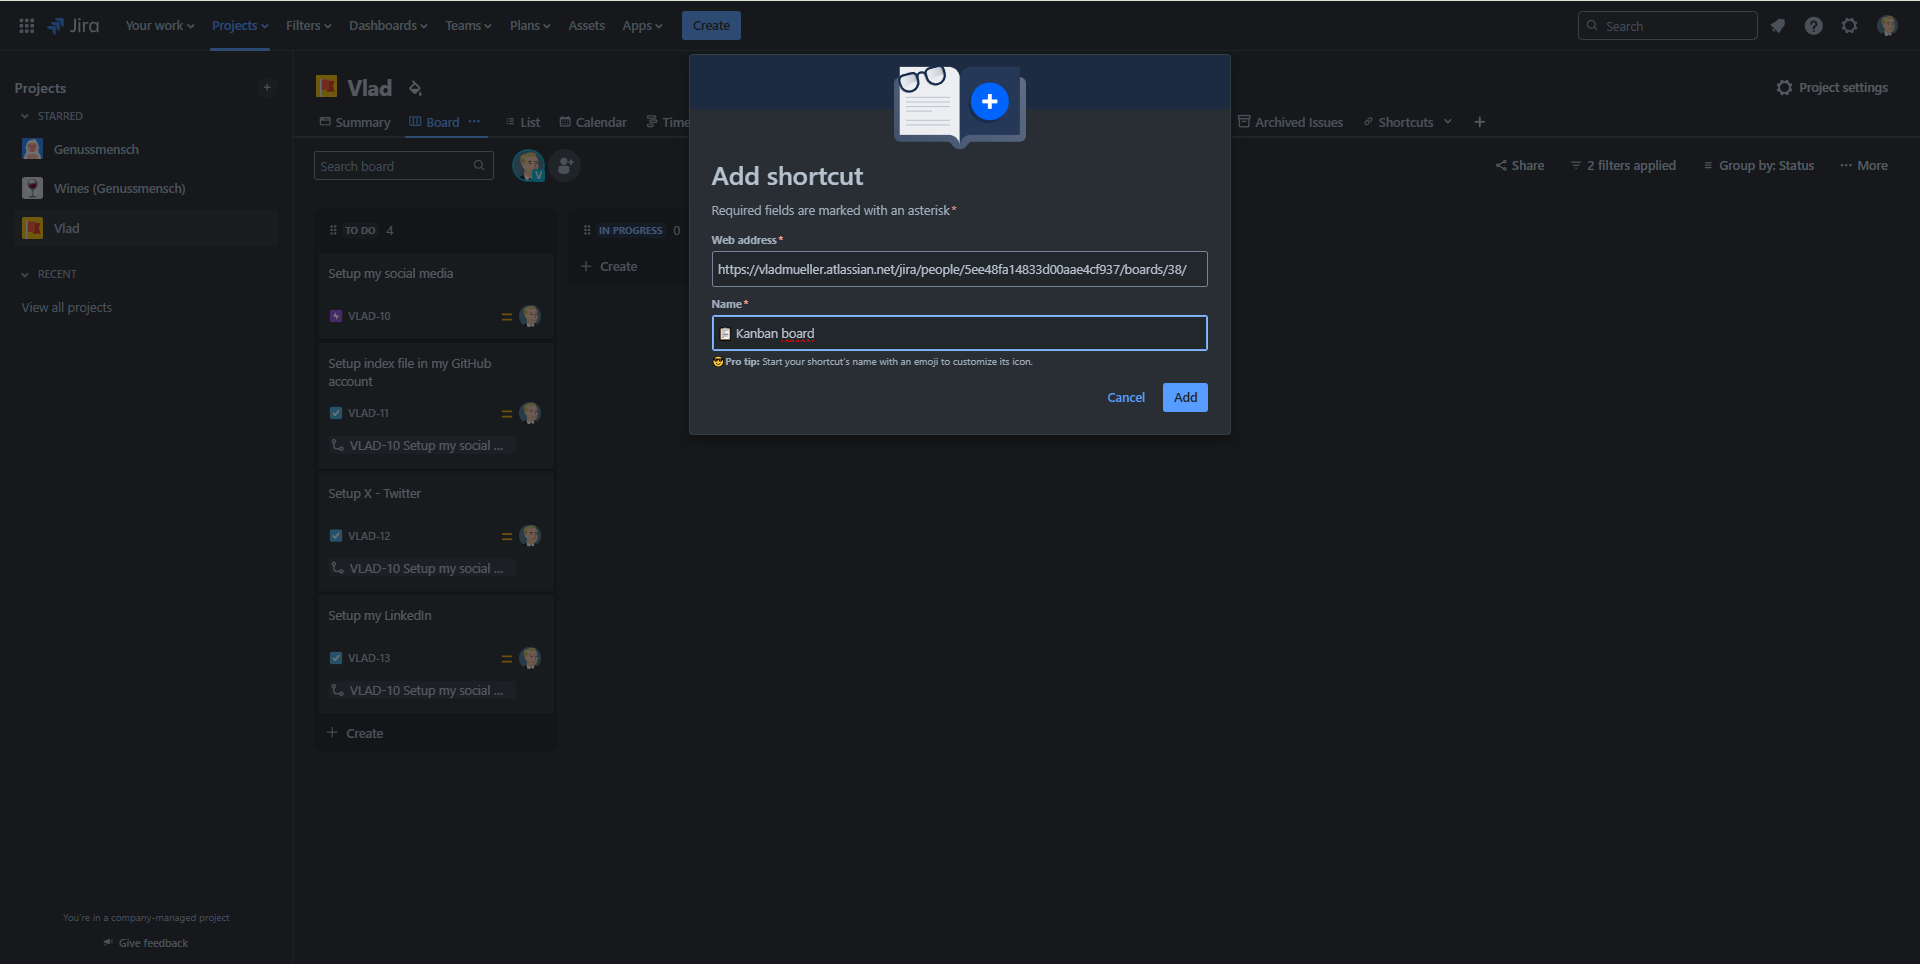 Jira
Your work
Projects
Filters
Dashboards
Teams
Plans
Assets
Apps
Create
Search
Projects
STARRED
Genussmensch
Wines (Genussmensch)
Vlad
RECENT
View all projects
You're in a company-managed project
Give feedback
Vlad
Project settings
Summary
Board
List
Calendar
Time
Archived Issues
Shortcuts
Search board
V
Share
2 filters applied
Group by: Status
More
TO DO 4
Setup my social media
VLAD-10
Setup index file in my GitHub
account
VLAD-11
VLAD-10 Setup my social ...
Setup X - Twitter
VLAD-12
VLAD-10 Setup my social ...
Setup my LinkedIn
VLAD-13
VLAD-10 Setup my social ...
Create
IN PROGRESS 0
Create
Add shortcut
Required fields are marked with an asterisk*
Web address*
https://vladmueller.atlassian.net/jira/people/5ee48fa14833d00aae4cf937/boards/38/
Name*
📋 Kanban board
😎 Pro tip: Start your shortcut's name with an emoji to customize its icon.
Cancel
Add